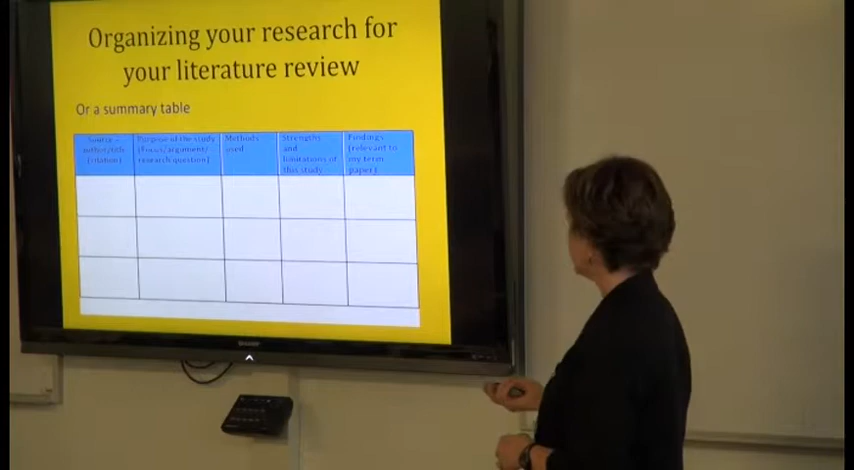 Organizing your research for
your literature review
Or a summary table
Source –
author/title
(citation)
Purpose of the study
(Focus/argument/
research question)
Methods
used
Strengths
and
limitations of
this study
Findings
(relevant to
my term
paper)
SHARP